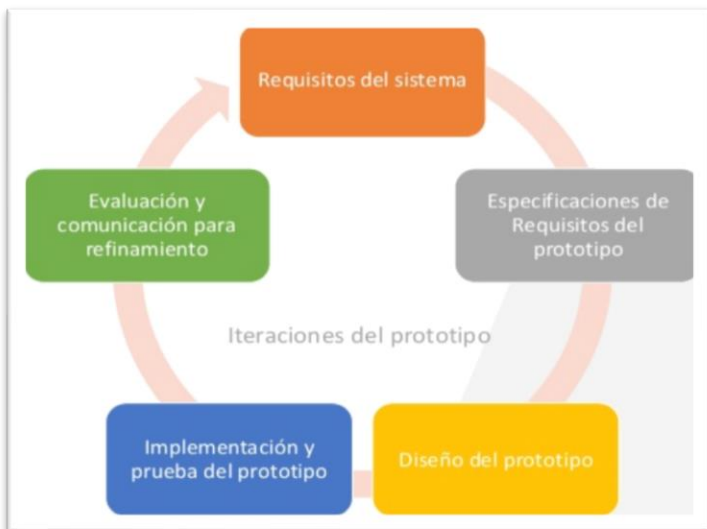 Requisitos del sistema
Especificaciones de
Requisitos del
prototipo
Diseño del prototipo
Implementación y
prueba del prototipo
Evaluación y
comunicación para
refinamiento
Iteraciones del prototipo